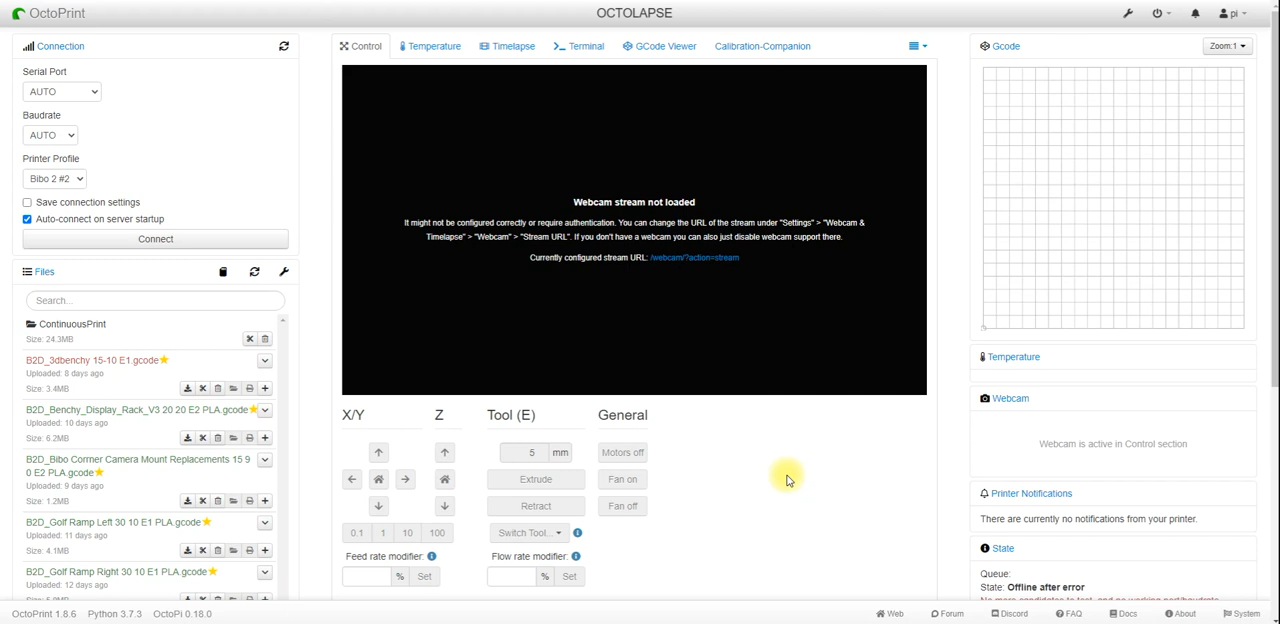 OctoPrint
OCTOLAPSE
pi
Connection
Serial Port
AUTO
Baudrate
AUTO
Printer Profile
Bibo 2 #2
Save connection settings
Auto-connect on server startup
Connect
Files
Search...
ContinuousPrint
Size: 24.3MB
B2D_3dbenchy 15-10 E1.gcode
Uploaded: 8 days ago
Size: 3.4MB
B2D_Benchy_Display_Rack_V3 20 20 E2 PLA.gcode
Uploaded: 10 days ago
Size: 6.2MB
B2D_Bibo Corrner Camera Mount Replacements 15 9
0 E2 PLA.gcode
Uploaded: 9 days ago
Size: 1.2MB
B2D_Golf Ramp Left 30 10 E1 PLA.gcode
Uploaded: 11 days ago
Size: 4.1MB
B2D_Golf Ramp Right 30 10 E1 PLA.gcode
Uploaded: 12 days ago
Control
Temperature
Timelapse
Terminal
GCode Viewer
Calibration-Companion
Webcam stream not loaded
It might not be configured correctly or require authentication. You can change the URL of the stream under "Settings" > "Webcam &
Timelapse" > "Webcam" > "Stream URL". If you don't have a webcam you can also just disable webcam support there.
Currently configured stream URL: /webcam/?action=stream
X/Y
Z
Tool (E)
General
5 mm
Motors off
Extrude
Fan on
Retract
Fan off
0.1 1 10 100
Switch Tool...
Feed rate modifier:
Flow rate modifier:
% Set
% Set
Gcode
Zoom:1
Temperature
Webcam
Webcam is active in Control section
Printer Notifications
There are currently no notifications from your printer.
State
Queue:
State: Offline after error
OctoPrint 1.8.6 Python 3.7.3 OctoPi 0.18.0
Web Forum Discord FAQ Docs About System